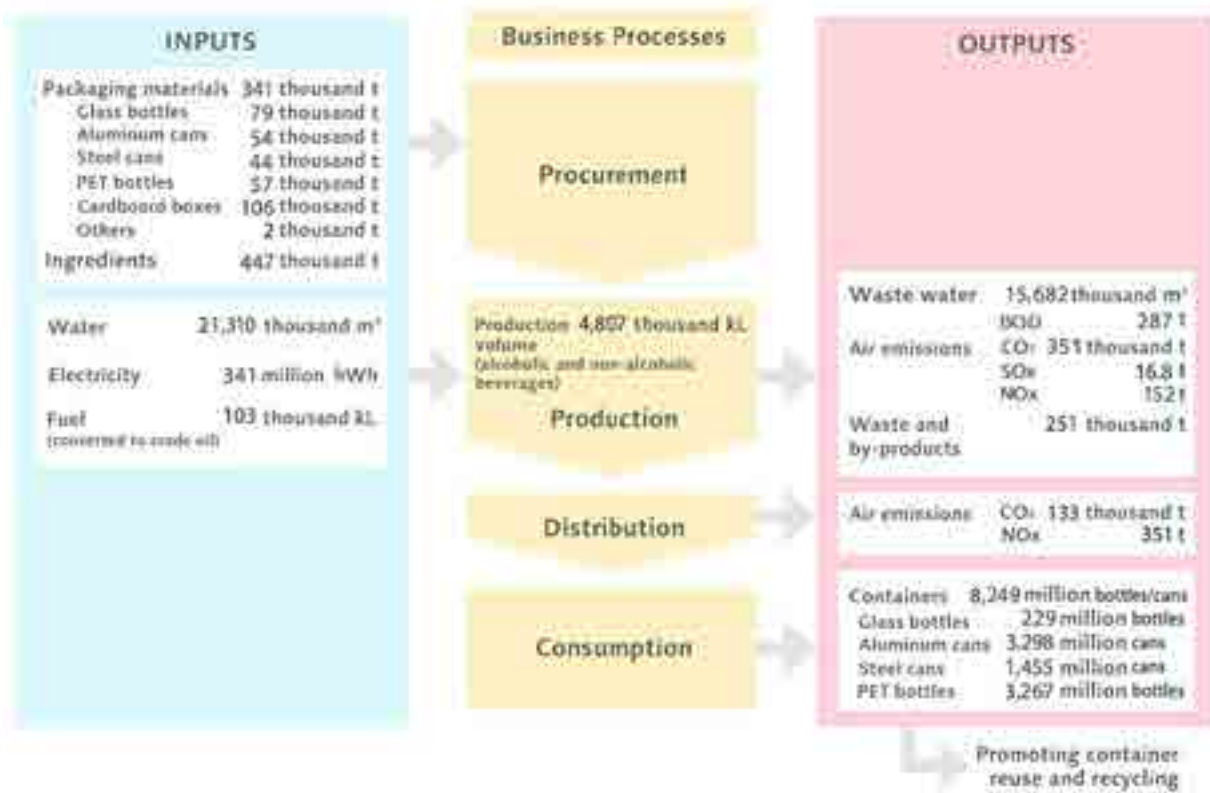 INPUTS
Packaging materials 341 thousand t
Glass bottles 79 thousand t
Aluminum cans 54 thousand t
Steel cans 44 thousand t
PET bottles 57 thousand t
Cardboard boxes 106 thousand t
Others 2 thousand t
Ingredients 447 thousand t
Water 21,310 thousand m³
Electricity 341 million kWh
Fuel 103 thousand kL
(converted to crude oil)
Business Processes
Procurement
Production 4,807 thousand kL
volume
(alcoholic and non-alcoholic
beverages)
Production
Distribution
Consumption
OUTPUTS
Waste water 15,682 thousand m³
BOD 287 t
Air emissions CO₂ 351 thousand t
SOx 16.8 t
NOx 152 t
Waste and 251 thousand t
by-products
Air emissions CO₂ 133 thousand t
NOx 351 t
Containers 8,249 million bottles/cans
Glass bottles 229 million bottles
Aluminum cans 3,298 million cans
Steel cans 1,455 million cans
PET bottles 3,267 million bottles
Promoting container
reuse and recycling